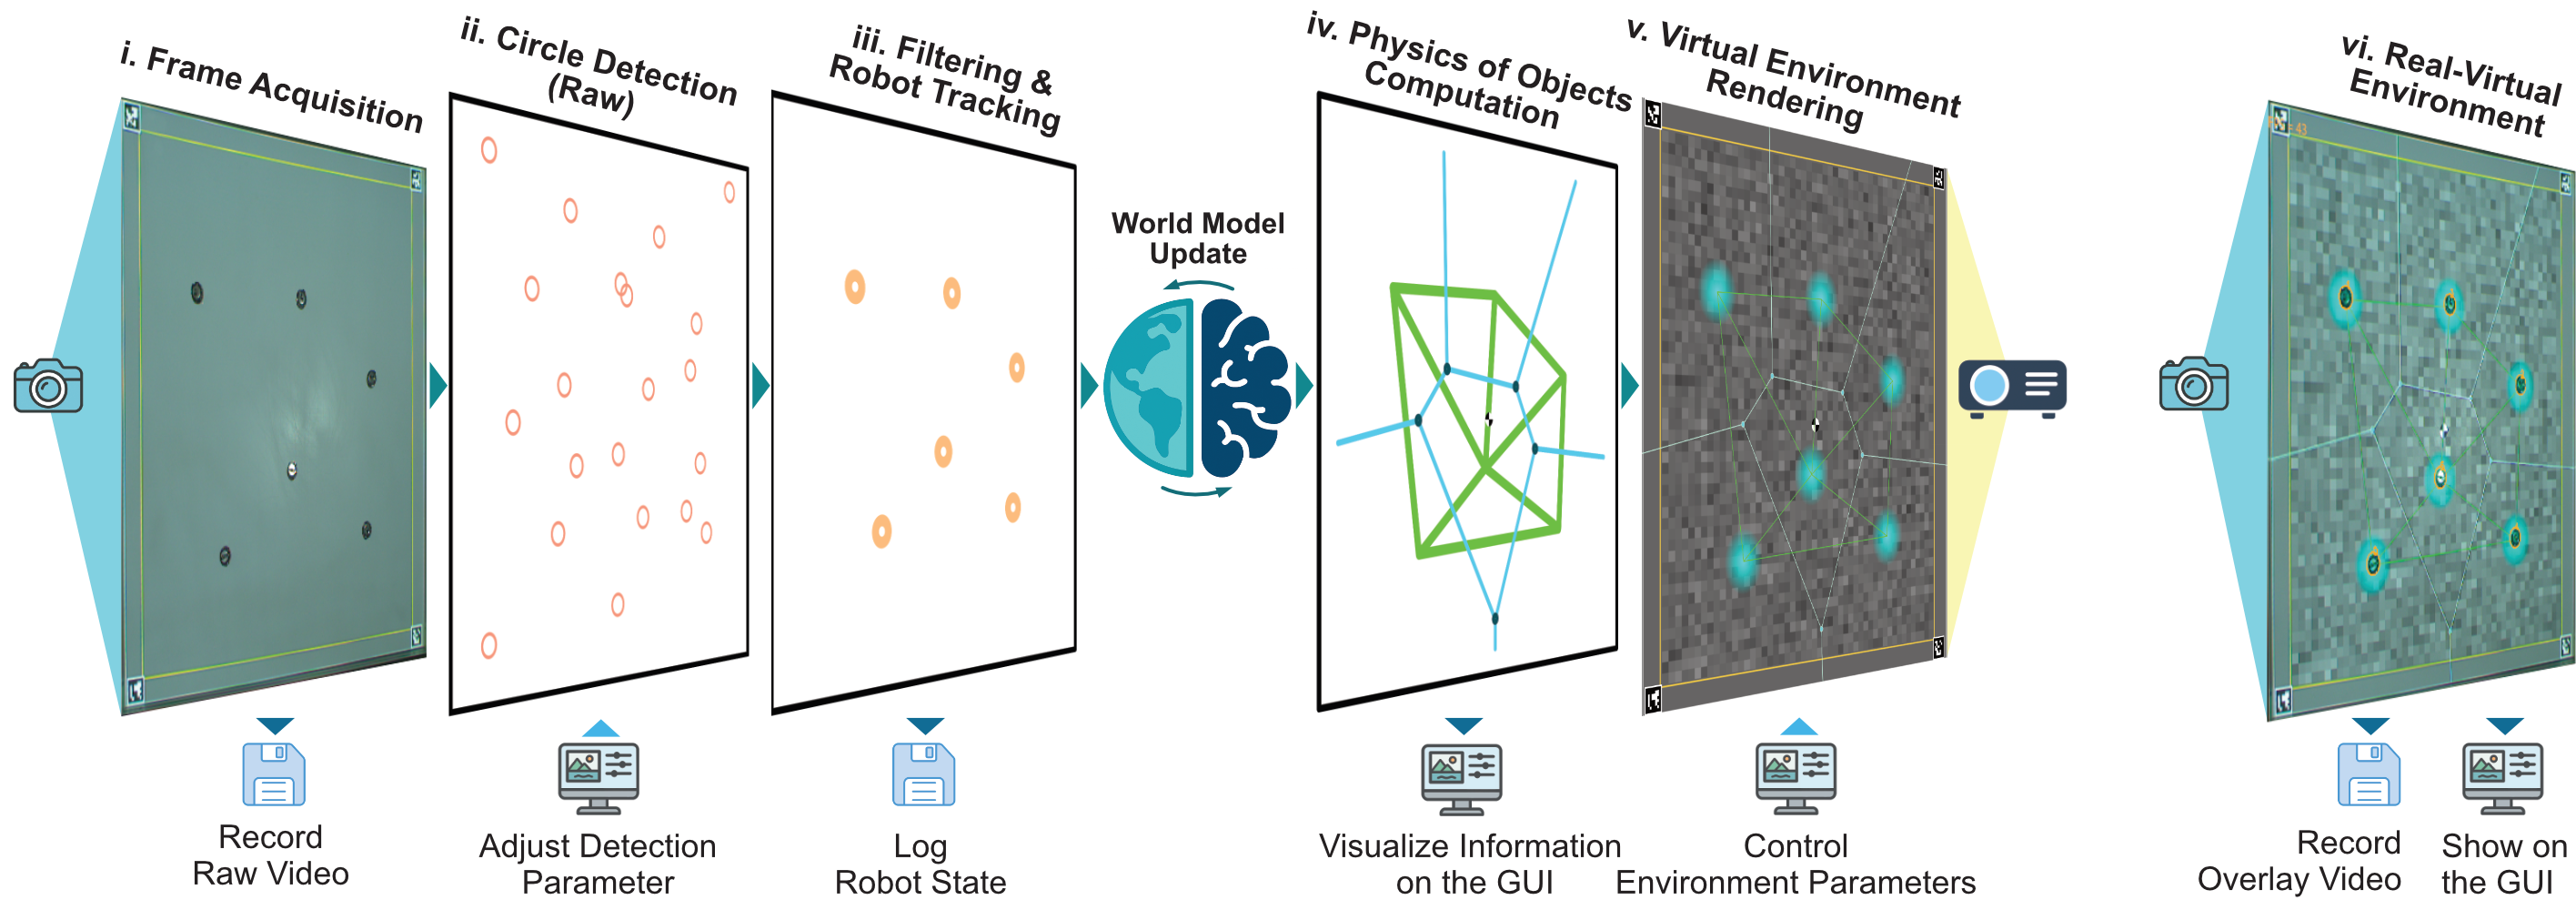 i. Frame Acquisition
ii. Circle Detection
(Raw)
iii. Filtering &
Robot Tracking
World Model
Update
iv. Physics of Objects
Computation
v. Virtual Environment
Rendering
vi. Real-Virtual
Environment
Record
Raw Video
Adjust Detection
Parameter
Log
Robot State
Visualize Information
on the GUI
Control
Environment Parameters
Record
Overlay Video
Show on
the GUI